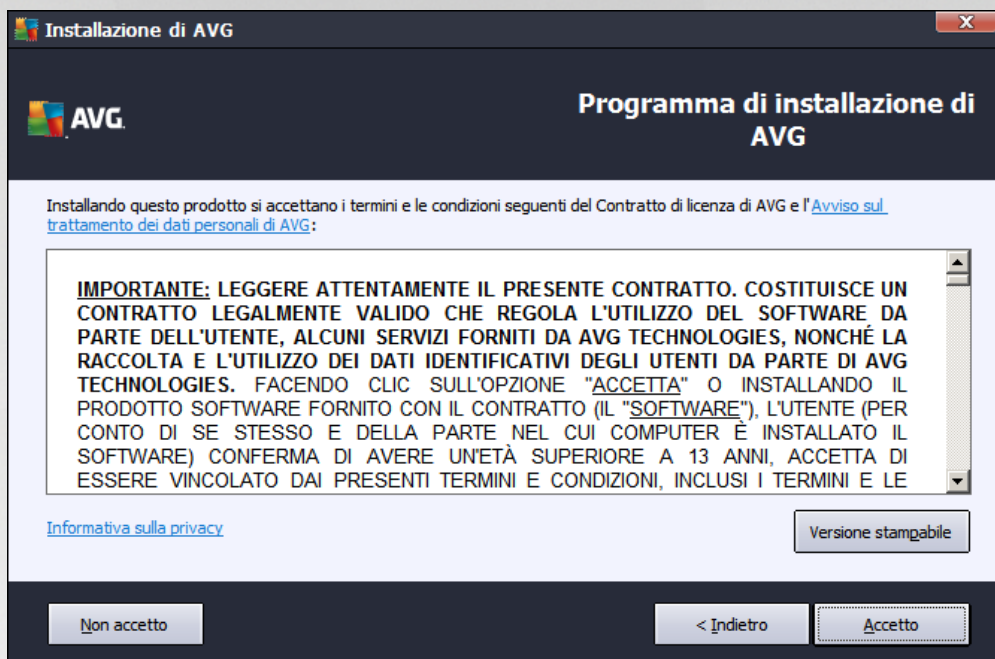 Installazione di AVG
X
AVG.
Programma di installazione di
AVG
Installando questo prodotto si accettano i termini e le condizioni seguenti del Contratto di licenza di AVG e l'Avviso sul
trattamento dei dati personali di AVG:
IMPORTANTE: LEGGERE ATTENTAMENTE IL PRESENTE CONTRATTO. COSTITUISCE UN
CONTRATTO LEGALMENTE VALIDO CHE REGOLA L'UTILIZZO DEL SOFTWARE DA
PARTE DELL'UTENTE, ALCUNI SERVIZI FORNITI DA AVG TECHNOLOGIES, NONCHÉ LA
RACCOLTA E L'UTILIZZO DEI DATI IDENTIFICATIVI DEGLI UTENTI DA PARTE DI AVG
TECHNOLOGIES. FACENDO CLIC SULL'OPZIONE "ACCETTA" O INSTALLANDO IL
PRODOTTO SOFTWARE FORNITO CON IL CONTRATTO (IL "SOFTWARE"), L'UTENTE (PER
CONTO DI SE STESSO E DELLA PARTE NEL CUI COMPUTER È INSTALLATO IL
SOFTWARE) CONFERMA DI AVERE UN'ETÀ SUPERIORE A 13 ANNI, ACCETTA DI
ESSERE VINCOLATO DAI PRESENTI TERMINI E CONDIZIONI, INCLUSI I TERMINI E LE
Informativa sulla privacy
Versione stampabile
Non accetto
< Indietro
Accetto